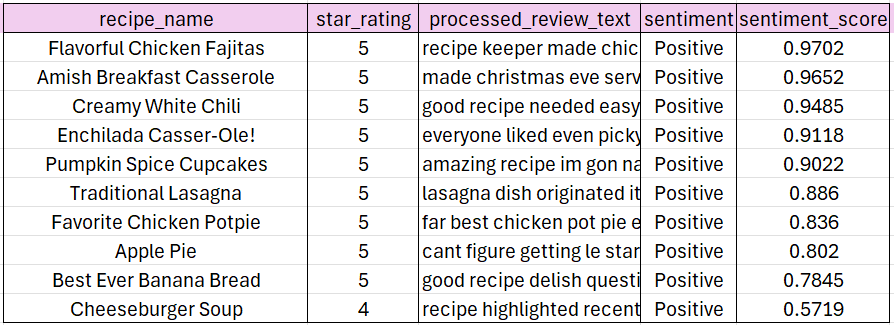 recipe_name star_rating processed_review_text sentiment sentiment_score
Flavorful Chicken Fajitas 5 recipe keeper made chic Positive 0.9702
Amish Breakfast Casserole 5 made christmas eve serv Positive 0.9652
Creamy White Chili 5 good recipe needed easy Positive 0.9485
Enchilada Casser-Ole! 5 everyone liked even picky Positive 0.9118
Pumpkin Spice Cupcakes 5 amazing recipe im gon na Positive 0.9022
Traditional Lasagna 5 lasagna dish originated it Positive 0.886
Favorite Chicken Potpie 5 far best chicken pot pie e Positive 0.836
Apple Pie 5 cant figure getting le star Positive 0.802
Best Ever Banana Bread 5 good recipe delish questi Positive 0.7845
Cheeseburger Soup 4 recipe highlighted recent Positive 0.5719